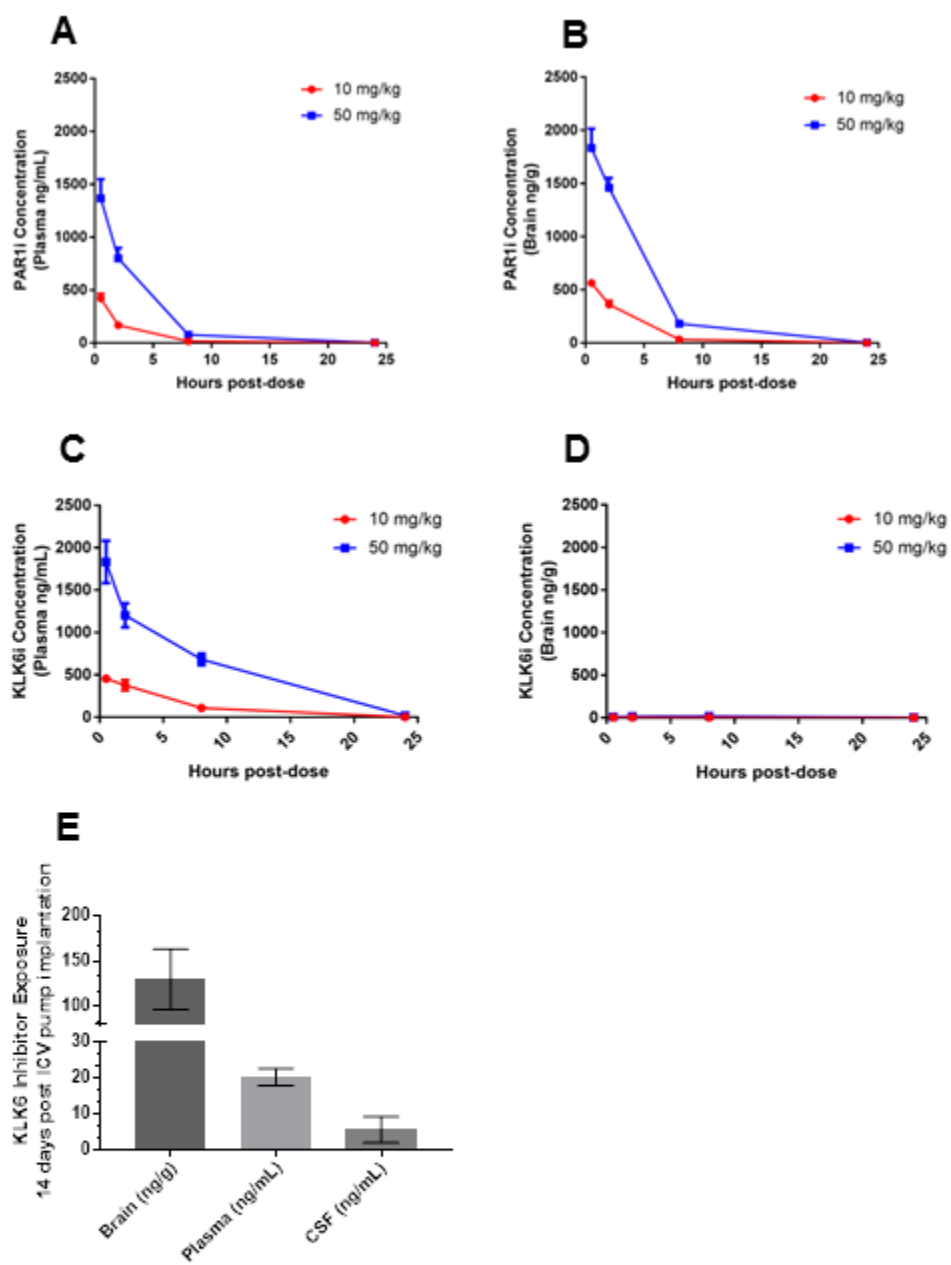 A
PAR1i Concentration
(Plasma ng/mL)
2500
2000
1500
1000
500
0
0 5 10 15 20 25
Hours post-dose
10 mg/kg
50 mg/kg
B
PAR1i Concentration
(Brain ng/g)
2500
2000
1500
1000
500
0
0 5 10 15 20 25
Hours post-dose
10 mg/kg
50 mg/kg
C
KLK6i Concentration
(Plasma ng/mL)
2500
2000
1500
1000
500
0
0 5 10 15 20 25
Hours post-dose
10 mg/kg
50 mg/kg
D
KLK6i Concentration
(Brain ng/g)
2500
2000
1500
1000
500
0
0 5 10 15 20 25
Hours post-dose
10 mg/kg
50 mg/kg
E
KLK6 Inhibitor Exposure
14 days post ICV pump implantation
200
150
100
30
20
10
0
Brain (ng/g)
Plasma (ng/mL)
CSF (ng/mL)